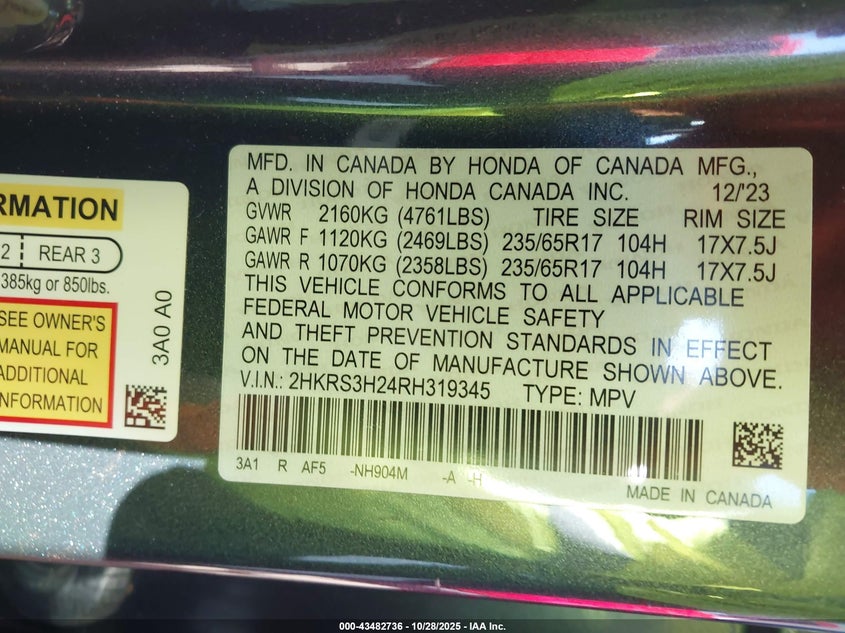 RMATION
2 REAR 3
385kg or 850lbs.
SEE OWNER'S
MANUAL FOR
ADDITIONAL
INFORMATION
3A0 A0
MFD. IN CANADA BY HONDA OF CANADA MFG.,
A DIVISION OF HONDA CANADA INC. 12/'23
GVWR 2160KG (4761LBS) TIRE SIZE RIM SIZE
GAWR F 1120KG (2469LBS) 235/65R17 104H 17X7.5J
GAWR R 1070KG (2358LBS) 235/65R17 104H 17X7.5J
THIS VEHICLE CONFORMS TO ALL APPLICABLE
FEDERAL MOTOR VEHICLE SAFETY
AND THEFT PREVENTION STANDARDS IN EFFECT
ON THE DATE OF MANUFACTURE SHOWN ABOVE.
V.I.N.: 2HKRS3H24RH319345 TYPE: MPV
3A1 R AF5 -NH904M -A -H
MADE IN CANADA
000-43482736 - 10/28/2025 - IAA Inc.